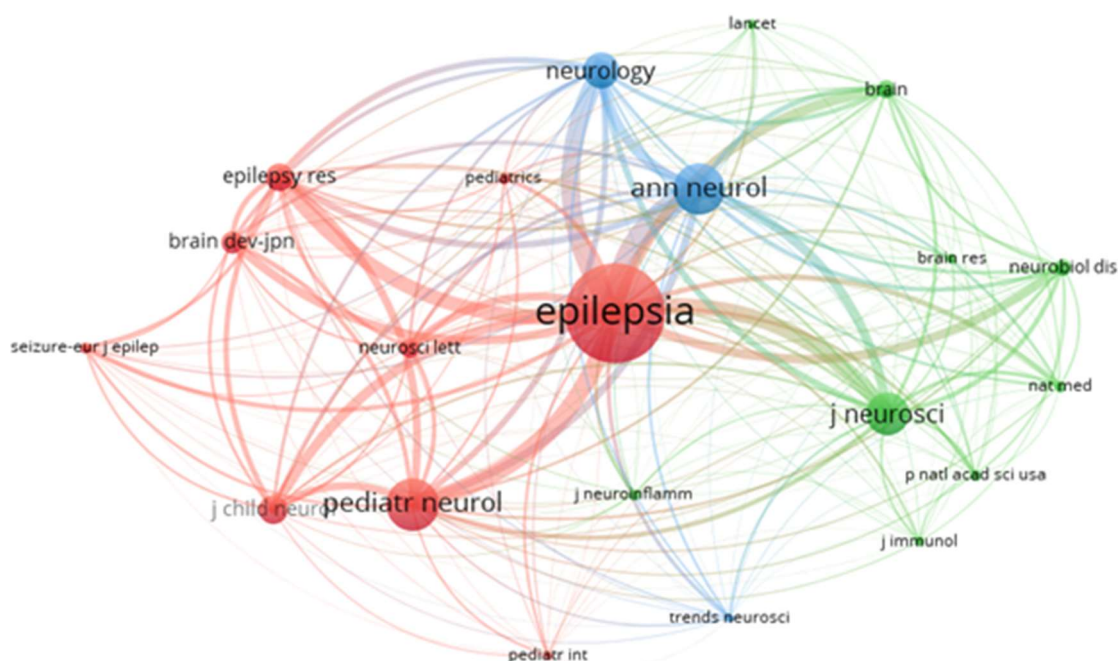 lancet
neurology
brain
epilepsy res
pediatrics
ann neurol
brain dev-jpn
brain res
neurobiol dis
epilepsia
seizure-eur j epilep
neurosci lett
nat med
j neurosci
p natl acad sci usa
j neuroinflamm
j child neurol
pediatr neurol
j immunol
trends neurosci
pediatr int